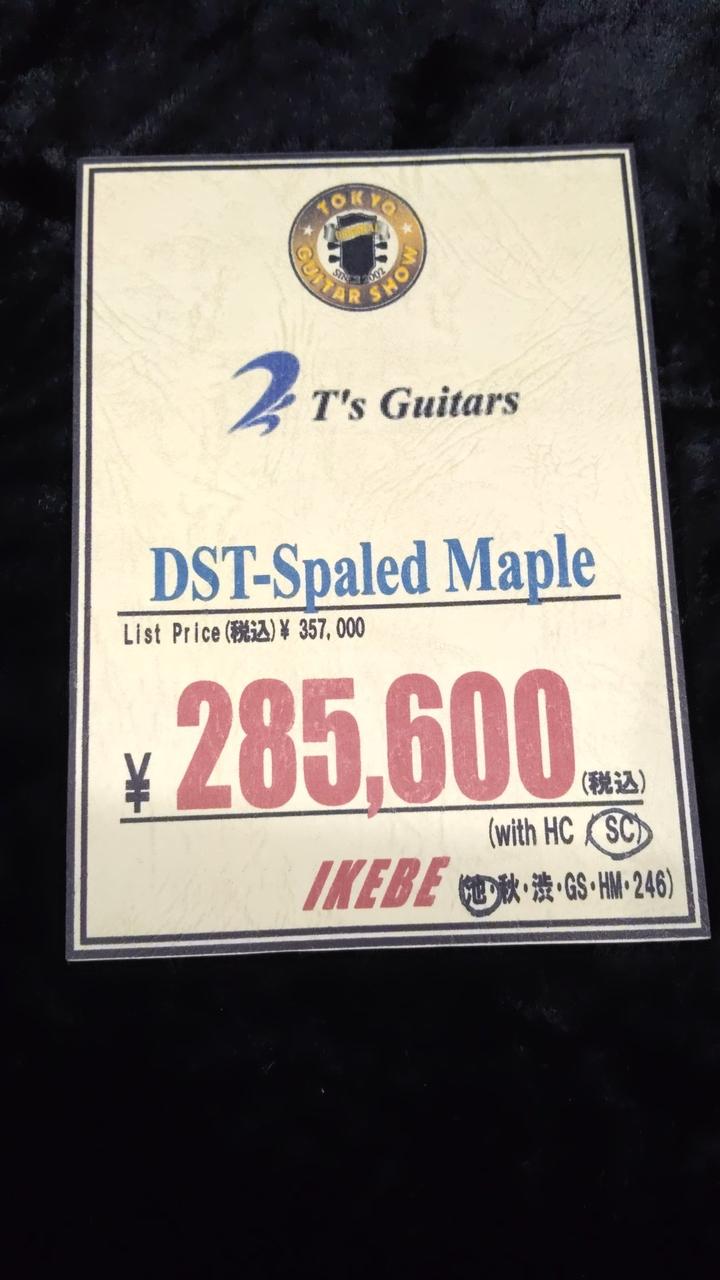 TOKYO
ORIGINAL
SINCE 2002
GUITAR SHOW
T's Guitars
DST-Spaled Maple
List Price(税込)¥ 357,000
¥ 285,600(税込)
(with HC / SC)
IKEBE (池・秋・渋・GS・HM・246)